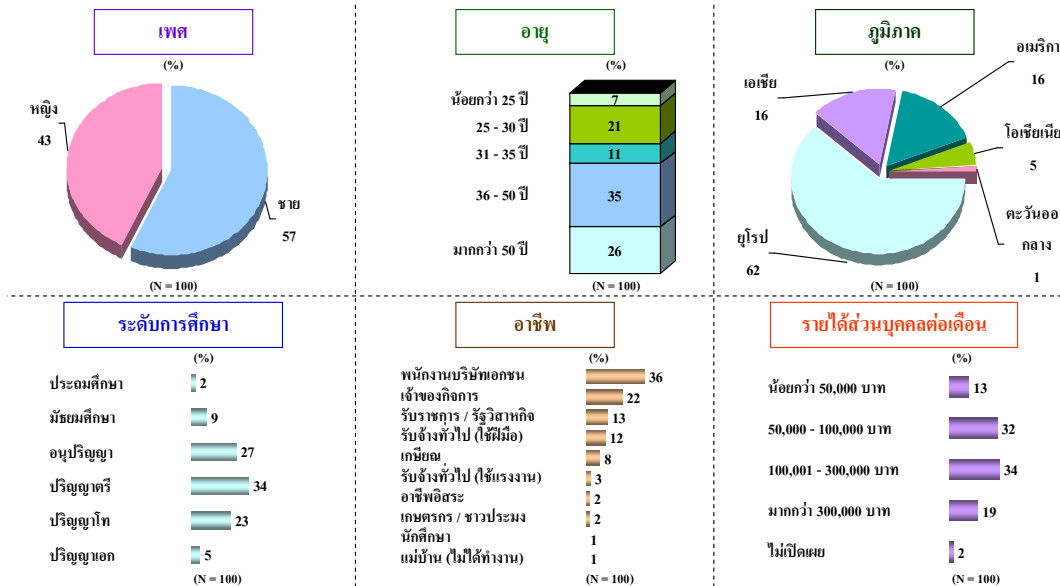 เพศ
(%)
หญิง
43
ชาย
57
(N = 100)
อายุ
(%)
น้อยกว่า 25 ปี 7
25 - 30 ปี 21
31 - 35 ปี 11
36 - 50 ปี 35
มากกว่า 50 ปี 26
(N = 100)
ภูมิภาค
(%)
อเมริกา
16
เอเชีย
16
โอเชียเนีย
5
ตะวันออ
กลาง
1
ยุโรป
62
(N = 100)
ระดับการศึกษา
(%)
ประถมศึกษา 2
มัธยมศึกษา 9
อนุปริญญา 27
ปริญญาตรี 34
ปริญญาโท 23
ปริญญาเอก 5
(N = 100)
อาชีพ
(%)
พนักงานบริษัทเอกชน 36
เจ้าของกิจการ 22
รับราชการ / รัฐวิสาหกิจ 13
รับจ้างทั่วไป (ใช้ฝีมือ) 12
เกษียณ 8
รับจ้างทั่วไป (ใช้แรงงาน) 3
อาชีพอิสระ 2
เกษตรกร / ชาวประมง 2
นักศึกษา 1
แม่บ้าน (ไม่ได้ทำงาน) 1
(N = 100)
รายได้ส่วนบุคคลต่อเดือน
(%)
น้อยกว่า 50,000 บาท 13
50,000 - 100,000 บาท 32
100,001 - 300,000 บาท 34
มากกว่า 300,000 บาท 19
ไม่เปิดเผย 2
(N = 100)